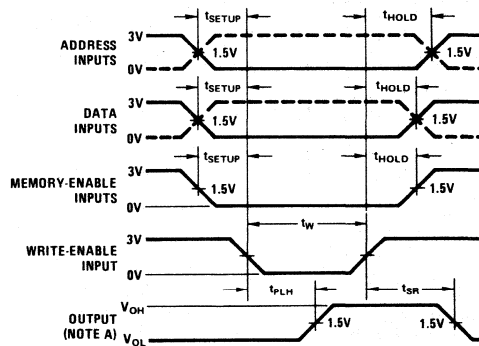 tSETUP tHOLD
ADDRESS INPUTS 3V 0V 1.5V 1.5V
tSETUP tHOLD
DATA INPUTS 3V 0V 1.5V 1.5V
tSETUP tHOLD
MEMORY-ENABLE INPUTS 3V 0V 1.5V 1.5V
tW
WRITE-ENABLE INPUT 3V 0V
tPLH tSR
OUTPUT (NOTE A) VOH VOL 1.5V 1.5V